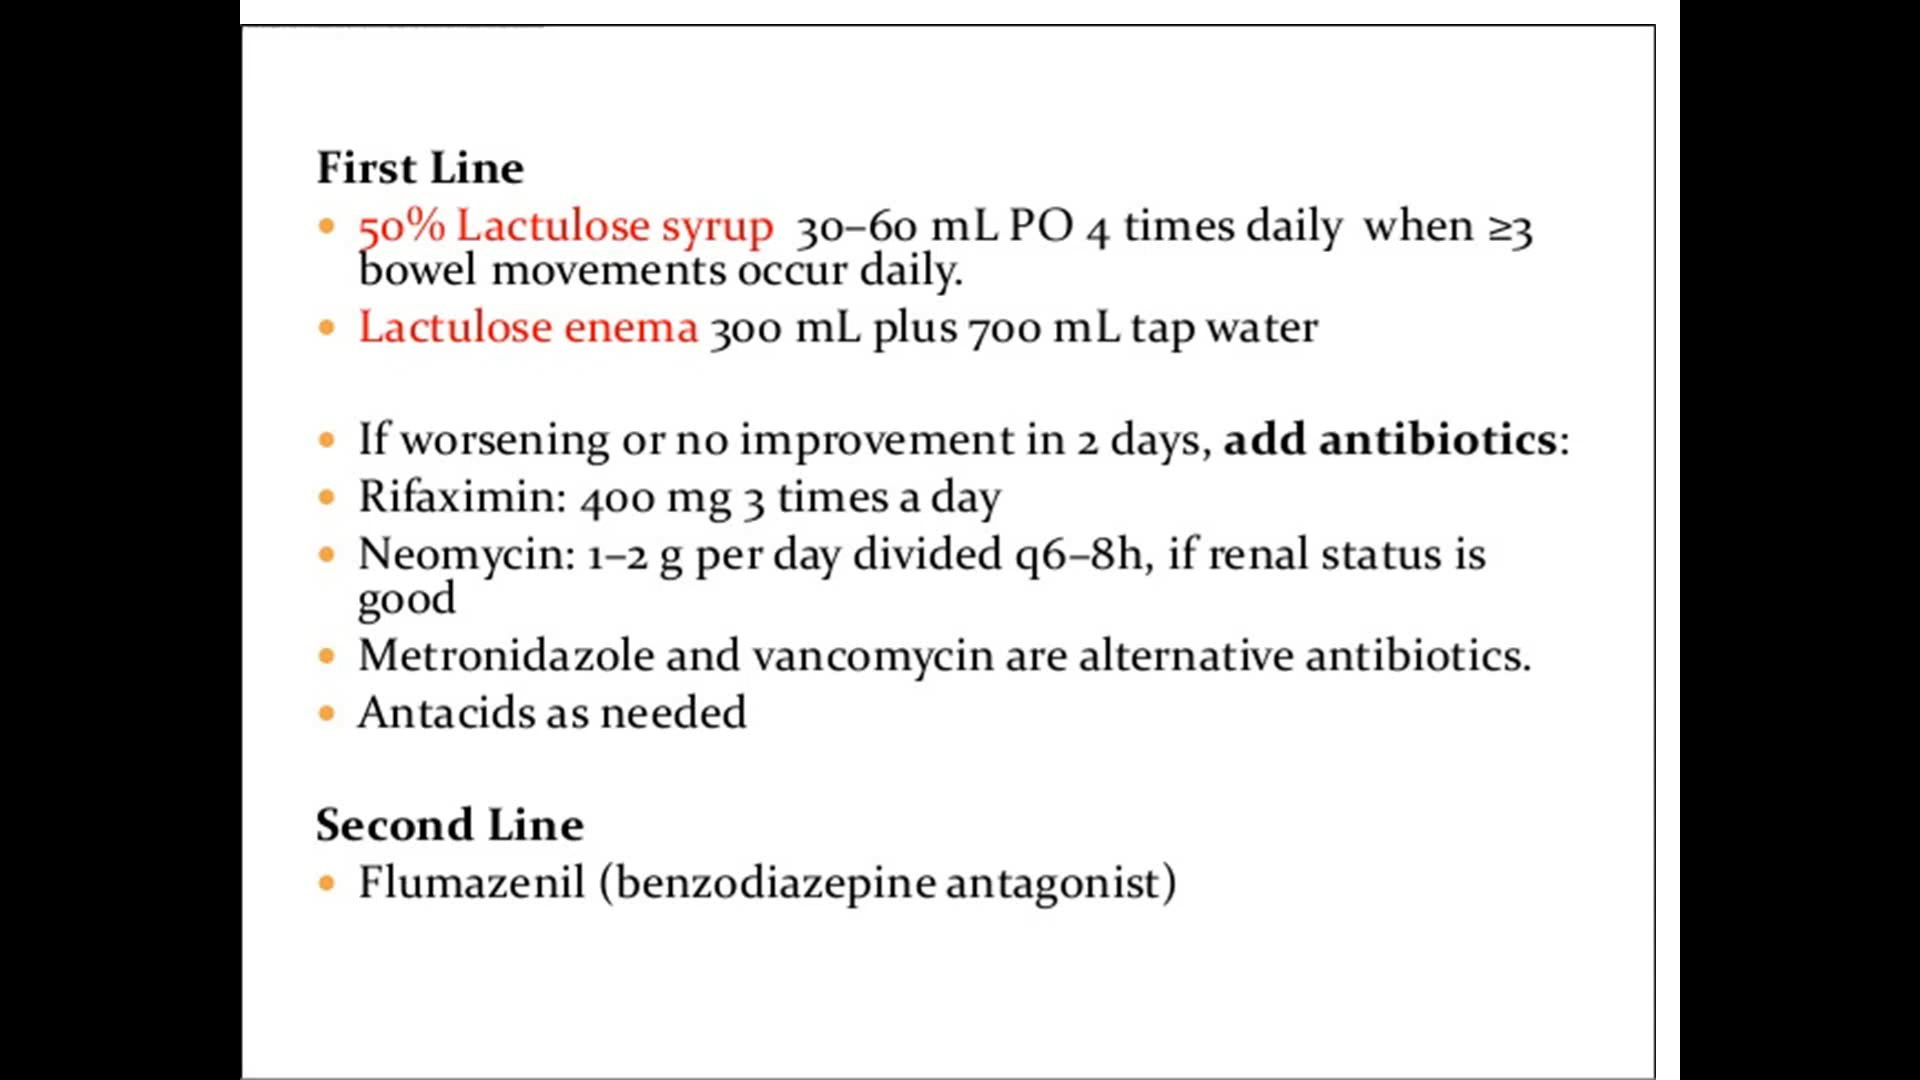 First Line
50% Lactulose syrup 30–60 mL PO 4 times daily when ≥3
bowel movements occur daily.
Lactulose enema 300 mL plus 700 mL tap water
If worsening or no improvement in 2 days, add antibiotics:
Rifaximin: 400 mg 3 times a day
Neomycin: 1–2 g per day divided q6–8h, if renal status is
good
Metronidazole and vancomycin are alternative antibiotics.
Antacids as needed
Second Line
Flumazenil (benzodiazepine antagonist)